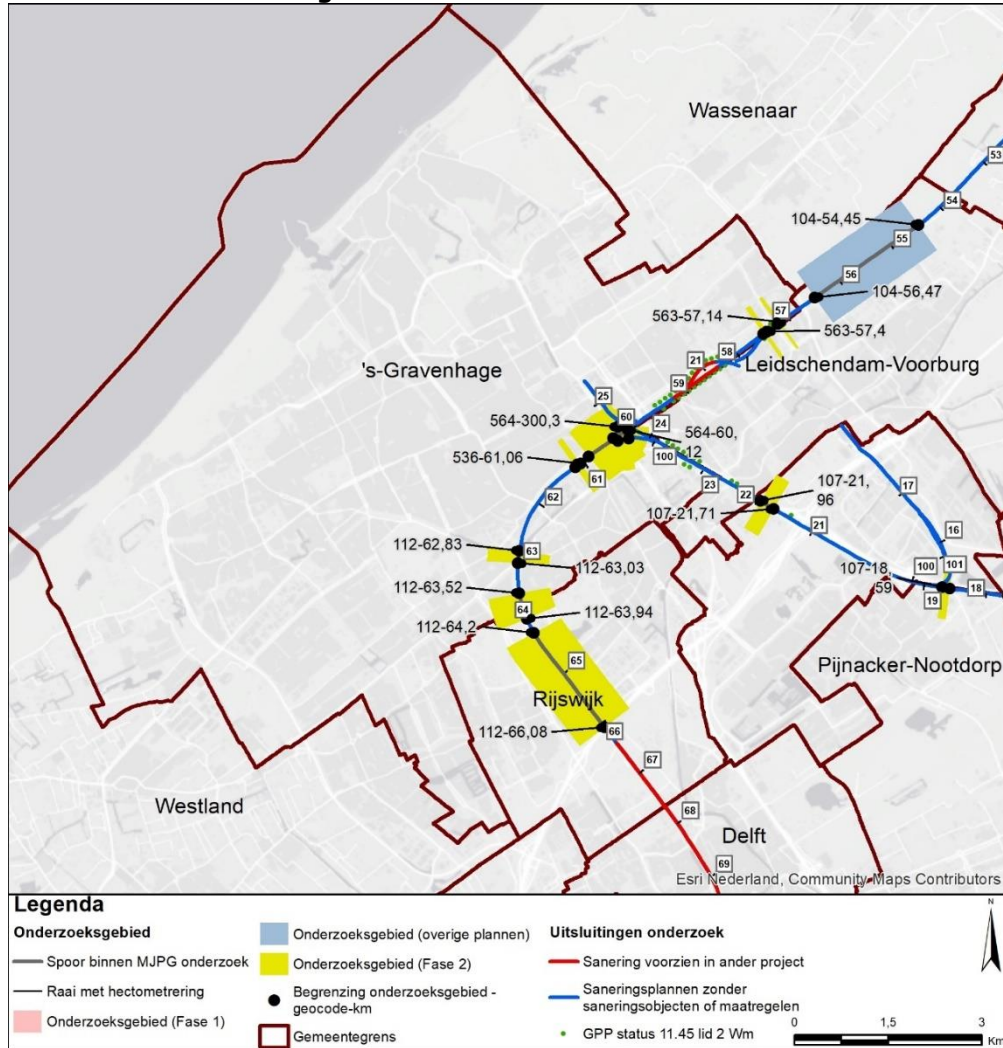 Wassenaar
53
54
104-54,45
55
56
104-56,47
57
563-57,14
563-57,4
21
58
Leidschendam-Voorburg
's-Gravenhage
59
25
60
564-300,3
24
564-60,
12
100
536-61,06
61
23
17
62
22
107-21,
96
107-21,71
21
16
112-62,83
63
112-63,03
107-18,
59
100
101
112-63,52
19
18
64
112-63,94
112-64,2
65
Pijnacker-Nootdorp
Rijswijk
112-66,08
66
67
Westland
68
Delft
69
Esri Nederland, Community Maps Contributors
Legenda
Onderzoeksgebied
Spoor binnen MJPG onderzoek
Raai met hectometrering
Onderzoeksgebied (Fase 1)
Onderzoeksgebied (overige plannen)
Onderzoeksgebied (Fase 2)
Begrenzing onderzoeksgebied -
geocode-km
Gemeentegrens
Uitsluitingen onderzoek
Sanering voorzien in ander project
Saneringsplannen zonder
saneringsobjecten of maatregelen
GPP status 11.45 lid 2 Wm
N
0 1,5 3
Km